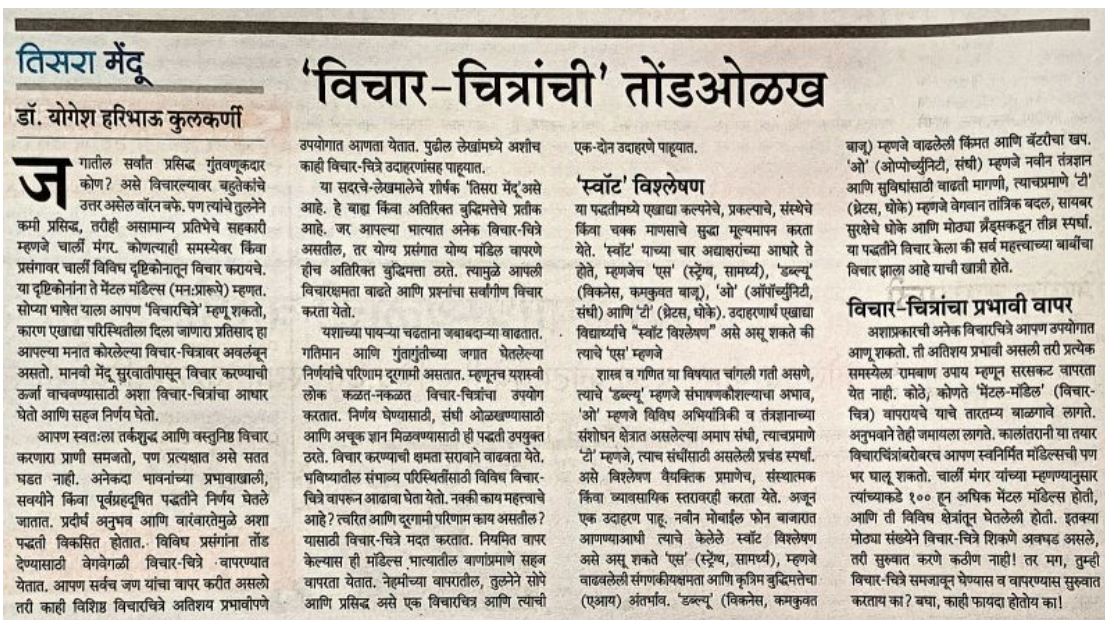 तिसरा मेंदू
डॉ. योगेश हरिभाऊ कुलकर्णी
'विचार-चित्रांची' तोंडओळख
जगातील सर्वांत प्रसिद्ध गुंतवणूकदार
कोण? असे विचारल्यावर बहुतेकांचे
उत्तर असेल वॉरन बफे. पण त्यांचे तुलनेने
कमी प्रसिद्ध, तरीही असामान्य प्रतिभेचे सहकारी
म्हणजे चार्ली मंगर. कोणत्याही समस्येवर किंवा
प्रसंगावर चार्ली विविध दृष्टिकोनातून विचार करायचे.
या दृष्टिकोनांना ते मेंटल मॉडेल्स (मन:प्रारूपे) म्हणत.
सोप्या भाषेत याला आपण 'विचारचित्रे' म्हणू शकतो,
कारण एखाद्या परिस्थितीला दिला जाणारा प्रतिसाद हा
आपल्या मनात कोरलेल्या विचार-चित्रावर अवलंबून
असतो. मानवी मेंदू सुरवातीपासून विचार करण्याची
ऊर्जा वाचवण्यासाठी अशा विचार-चित्रांचा आधार
घेतो आणि सहज निर्णय घेतो.
आपण स्वतःला तर्कशुद्ध आणि वस्तुनिष्ठ विचार
करणारा प्राणी समजतो, पण प्रत्यक्षात असे सतत
घडत नाही. अनेकदा भावनांच्या प्रभावाखाली,
सवयीने किंवा पूर्वग्रहदूषित पद्धतीने निर्णय घेतले
जातात. प्रदीर्घ अनुभव आणि वारंवारतेमुळे अशा
पद्धती विकसित होतात. विविध प्रसंगांना तोंड
देण्यासाठी वेगवेगळी विचार-चित्रे वापरण्यात
येतात. आपण सर्वच जण यांचा वापर करीत असलो
तरी काही विशिष्ट विचारचित्रे अतिशय प्रभावीपणे
उपयोगात आणता येतात. पुढील लेखांमध्ये अशीच
काही विचार-चित्रे उदाहरणांसह पाहूयात.
या सदरचे-लेखमालेचे शीर्षक 'तिसरा मेंदू'असे
आहे. हे बाह्य किंवा अतिरिक्त बुद्धिमत्तेचे प्रतीक
आहे. जर आपल्या भात्यात अनेक विचार-चित्रे
असतील, तर योग्य प्रसंगात योग्य मॉडेल वापरणे
हीच अतिरिक्त बुद्धिमत्ता ठरते. त्यामुळे आपली
विचारक्षमता वाढते आणि प्रश्नांचा सर्वांगीण विचार
करता येतो.
यशाच्या पायऱ्या चढताना जबाबदाऱ्या वाढतात.
गतिमान आणि गुंतागुंतीच्या जगात घेतलेल्या
निर्णयांचे परिणाम दूरगामी असतात. म्हणूनच यशस्वी
लोक कळत-नकळत विचार-चित्रांचा उपयोग
करतात. निर्णय घेण्यासाठी, संधी ओळखण्यासाठी
आणि अचूक ज्ञान मिळवण्यासाठी ही पद्धती उपयुक्त
ठरते. विचार करण्याची क्षमता सरावाने वाढवता येते.
भविष्यातील संभाव्य परिस्थितींसाठी विविध विचार-
चित्रे वापरून आढावा घेता येतो. नक्की काय महत्त्वाचे
आहे? त्वरित आणि दूरगामी परिणाम काय असतील?
यासाठी विचार-चित्रे मदत करतात. नियमित वापर
केल्यास ही मॉडेल्स भात्यातील बाणांप्रमाणे सहज
वापरता येतात. नेहमीच्या वापरातील, तुलनेने सोपे
आणि प्रसिद्ध असे एक विचारचित्र आणि त्याची
एक-दोन उदाहरणे पाहूयात.
'स्वॉट' विश्लेषण
या पद्धतीमध्ये एखाद्या कल्पनेचे, प्रकल्पाचे, संस्थेचे
किंवा चक्क माणसाचे सुद्धा मूल्यमापन करता
येते. 'स्वॉट' याच्या चार अद्याक्षरांच्या आधारे ते
होते, म्हणजेच 'एस' (स्ट्रेंग्थ, सामर्थ्य), 'डब्ल्यू'
(विकनेस, कमकुवत बाजू), 'ओ' (ऑपॉर्च्युनिटी,
संधी) आणि 'टी' (थ्रेटस, धोके). उदाहरणार्थ एखाद्या
विद्यार्थ्याचे "स्वॉट विश्लेषण" असे असू शकते की
त्याचे 'एस' म्हणजे
शास्त्र व गणित या विषयात चांगली गती असणे,
त्याचे 'डब्ल्यू' म्हणजे संभाषणकौशल्याचा अभाव,
'ओ' म्हणजे विविध अभियांत्रिकी व तंत्रज्ञानाच्या
संशोधन क्षेत्रात असलेल्या अमाप संधी, त्याचप्रमाणे
'टी' म्हणजे, त्याच संधींसाठी असलेली प्रचंड स्पर्धा.
असे विश्लेषण वैयक्तिक प्रमाणेच, संस्थात्मक
किंवा व्यावसायिक स्तरावरही करता येते. अजून
एक उदाहरण पाहू. नवीन मोबाईल फोन बाजारात
आणण्याआधी त्याचे केलेले स्वॉट विश्लेषण
असे असू शकते 'एस' (स्ट्रेंग्थ, सामर्थ्य), म्हणजे
वाढवलेली संगणकीयक्षमता आणि कृत्रिम बुद्धिमत्तेचा
(एआय) अंतर्भाव. 'डब्ल्यू' (विकनेस, कमकुवत
बाजू) म्हणजे वाढलेली किंमत आणि बॅटरीचा खप.
'ओ' (ओप्पोर्च्युनिटी, संधी) म्हणजे नवीन तंत्रज्ञान
आणि सुविधांसाठी वाढती मागणी, त्याचप्रमाणे 'टी'
(थ्रेटस, धोके) म्हणजे वेगवान तांत्रिक बदल, सायबर
सुरक्षेचे धोके आणि मोठ्या ब्रँड्सकडून तीव्र स्पर्धा.
या पद्धतीने विचार केला की सर्व महत्त्वाच्या बाबींचा
विचार झाला आहे याची खात्री होते.
विचार-चित्रांचा प्रभावी वापर
अशाप्रकारची अनेक विचारचित्रे आपण उपयोगात
आणू शकतो. ती अतिशय प्रभावी असली तरी प्रत्येक
समस्येला रामबाण उपाय म्हणून सरसकट वापरता
येत नाही. कोठे, कोणते 'मेंटल-मॉडेल' (विचार-
चित्र) वापरायचे याचे तारतम्य बाळगावे लागते.
अनुभवाने तेही जमायला लागते. कालांतरानी या तयार
विचारचित्रांबरोबरच आपण स्वनिर्मित मॉडेल्सची पण
भर घालू शकतो. चार्ली मंगर यांच्या म्हणण्यानुसार
त्यांच्याकडे १०० हून अधिक मेंटल मॉडेल्स होती,
आणि ती विविध क्षेत्रांतून घेतलेली होती. इतक्या
मोठ्या संख्येने विचार-चित्रे शिकणे अवघड असले,
तरी सुरुवात करणे कठीण नाही! तर मग, तुम्ही
विचार-चित्रे समजावून घेण्यास व वापरण्यास सुरुवात
करताय का? बघा, काही फायदा होतोय का!